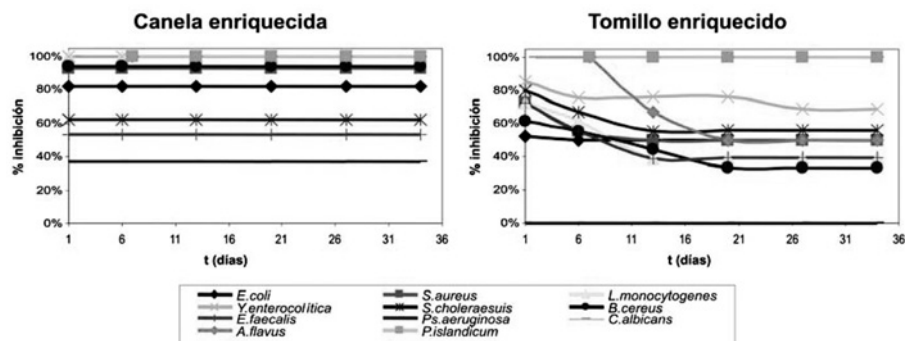 Canela enriquecida
Tomillo enriquecido
% inhibición
100%
80%
60%
40%
20%
0%
1 6 11 16 21 26 31 36
t (días)
% inhibición
100%
80%
60%
40%
20%
0%
1 6 11 16 21 26 31 36
t (días)
E.coli S.aureus L.monocytogenes
Y.enterocolítica S.choleraesuis B.cereus
E.faecalis Ps.aeruginosa C.albicans
A.flavus P.islandicum